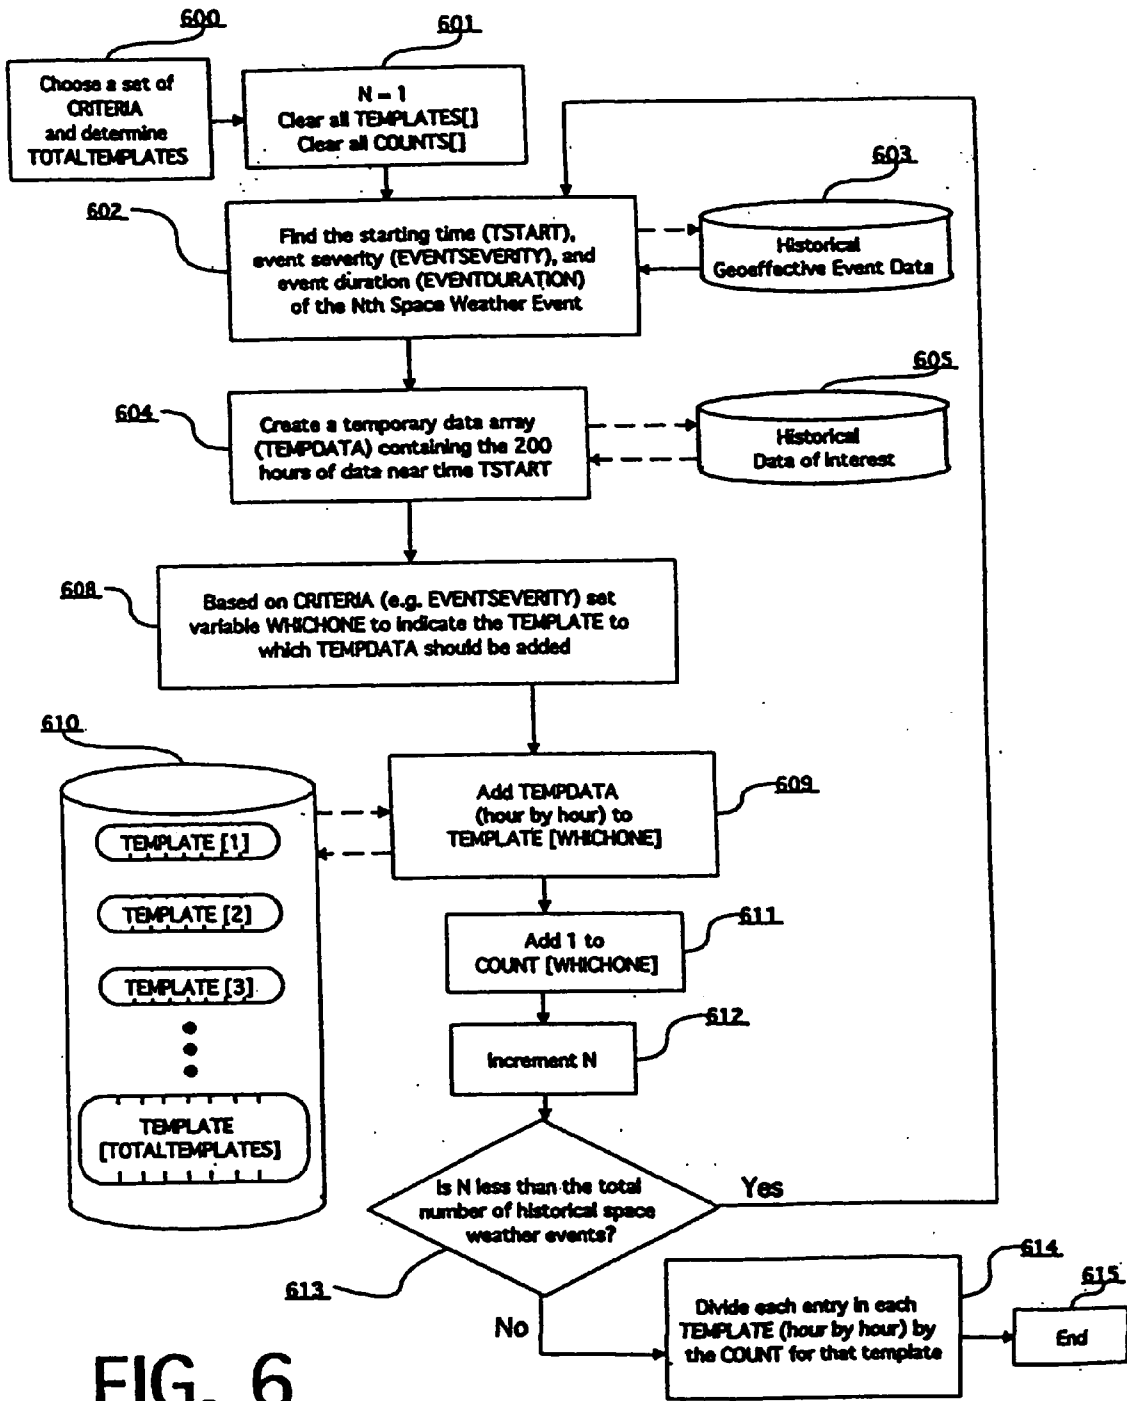 600
Choose a set of
CRITERIA
and determine
TOTALTEMPLATES
601
N = 1
Clear all TEMPLATES[]
Clear all COUNTS[]
602
Find the starting time (TSTART),
event severity (EVENTSEVERITY), and
event duration (EVENTDURATION)
of the Nth Space Weather Event
603
Historical
Geoeffective Event Data
604
Create a temporary data array
(TEMPDATA) containing the 200
hours of data near time TSTART
605
Historical
Data of Interest
608
Based on CRITERIA (e.g. EVENTSEVERITY) set
variable WHICHONE to indicate the TEMPLATE to
which TEMPDATA should be added
610
TEMPLATE [1]
TEMPLATE [2]
TEMPLATE [3]
TEMPLATE
[TOTALTEMPLATES]
609
Add TEMPDATA
(hour by hour) to
TEMPLATE [WHICHONE]
611
Add 1 to
COUNT [WHICHONE]
612
Increment N
613
Is N less than the total
number of historical space
weather events?
Yes
No
614
Divide each entry in each
TEMPLATE (hour by hour) by
the COUNT for that template
615
End
FIG. 6